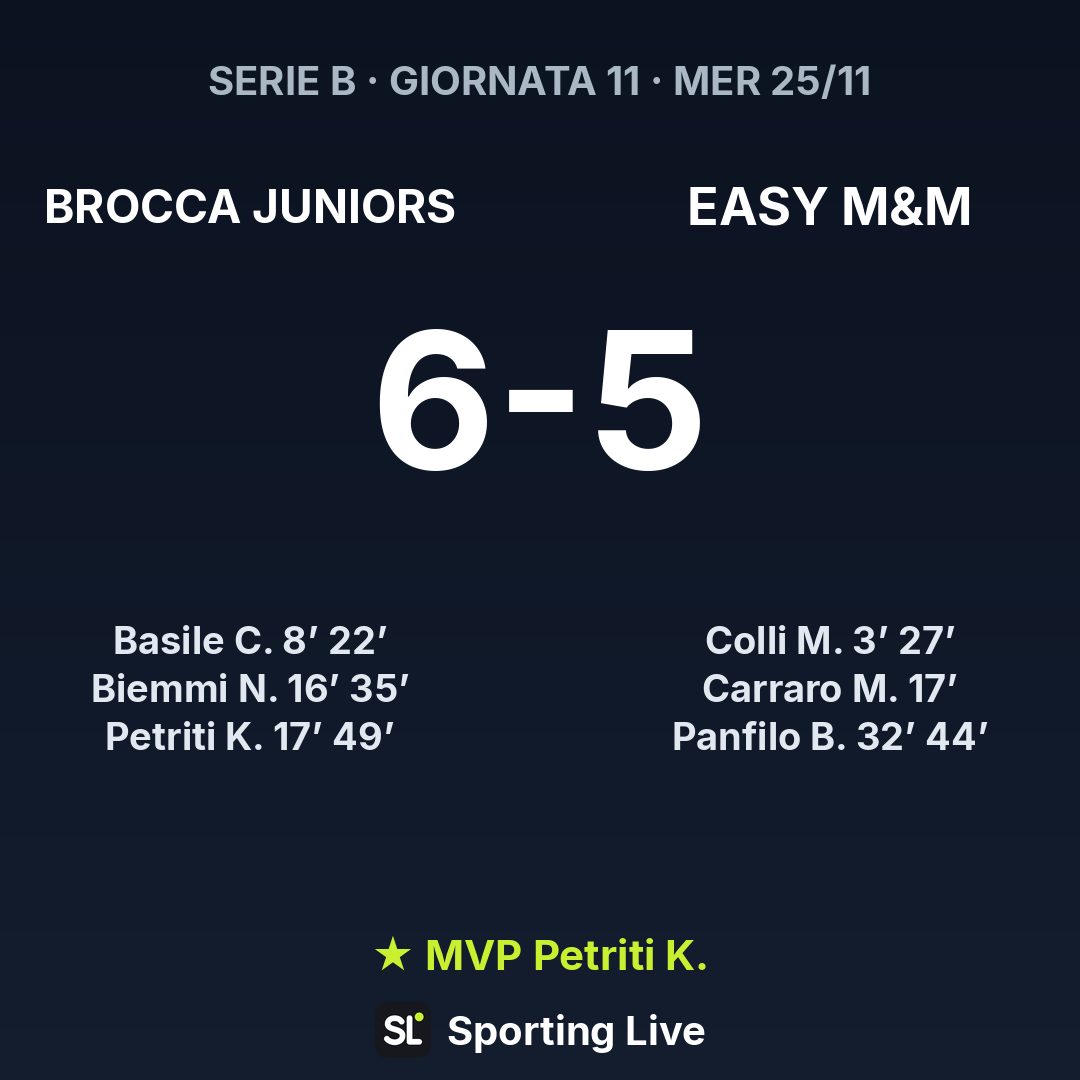 SERIE B · GIORNATA 11 · MER 25/11
BROCCA JUNIORS
EASY M&M
6-5
Basile C. 8′ 22′
Biemmi N. 16′ 35′
Petriti K. 17′ 49′
Colli M. 3′ 27′
Carraro M. 17′
Panfilo B. 32′ 44′
★ MVP Petriti K.
SL Sporting Live